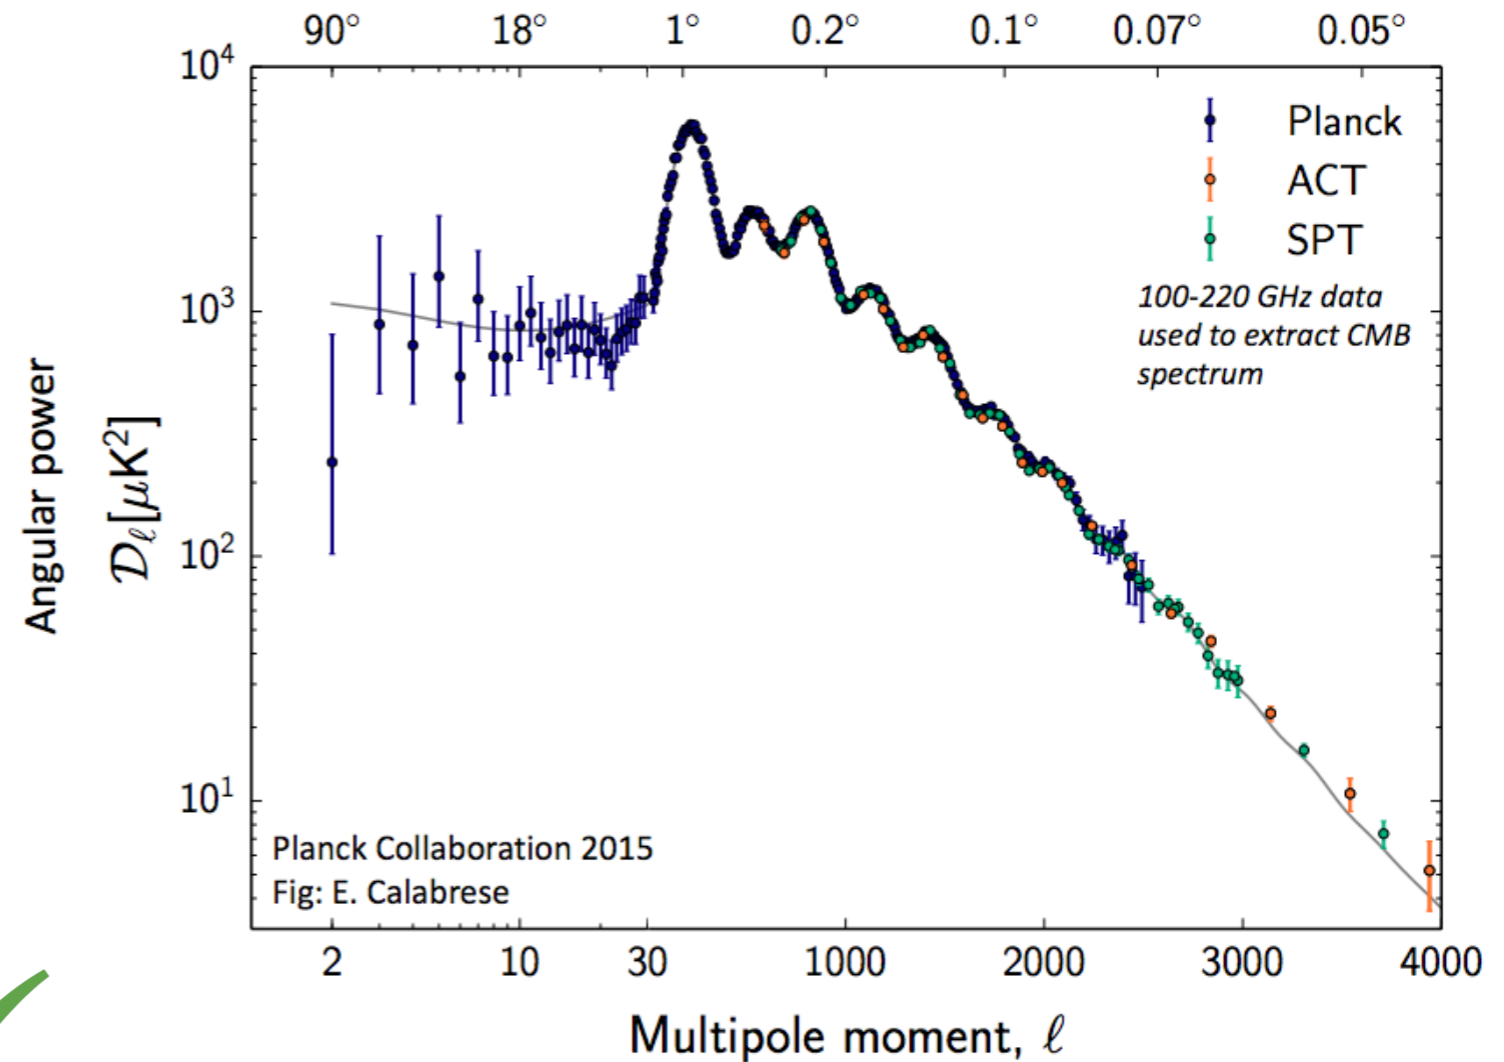 90° 18° 1° 0.2° 0.1° 0.07° 0.05°
10⁴
Planck
ACT
SPT
100-220 GHz data
used to extract CMB
spectrum
10³
10²
10¹
Angular power
𝒟ℓ[μK²]
Planck Collaboration 2015
Fig: E. Calabrese
2 10 30 1000 2000 3000 4000
Multipole moment, ℓ